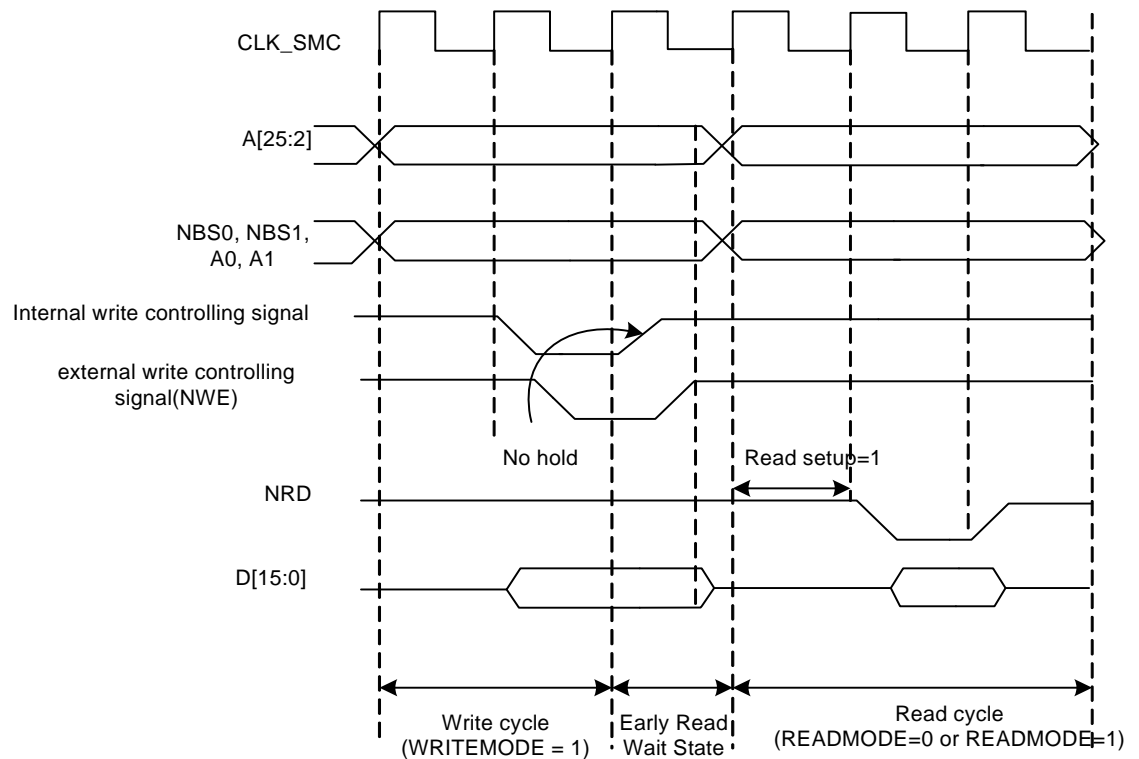 CLK_SMC
A[25:2]
NBS0, NBS1,
A0, A1
Internal write controlling signal
external write controlling
signal(NWE)
No hold
Read setup=1
NRD
D[15:0]
Write cycle
(WRITEMODE = 1)
Early Read
Wait State
Read cycle
(READMODE=0 or READMODE=1)